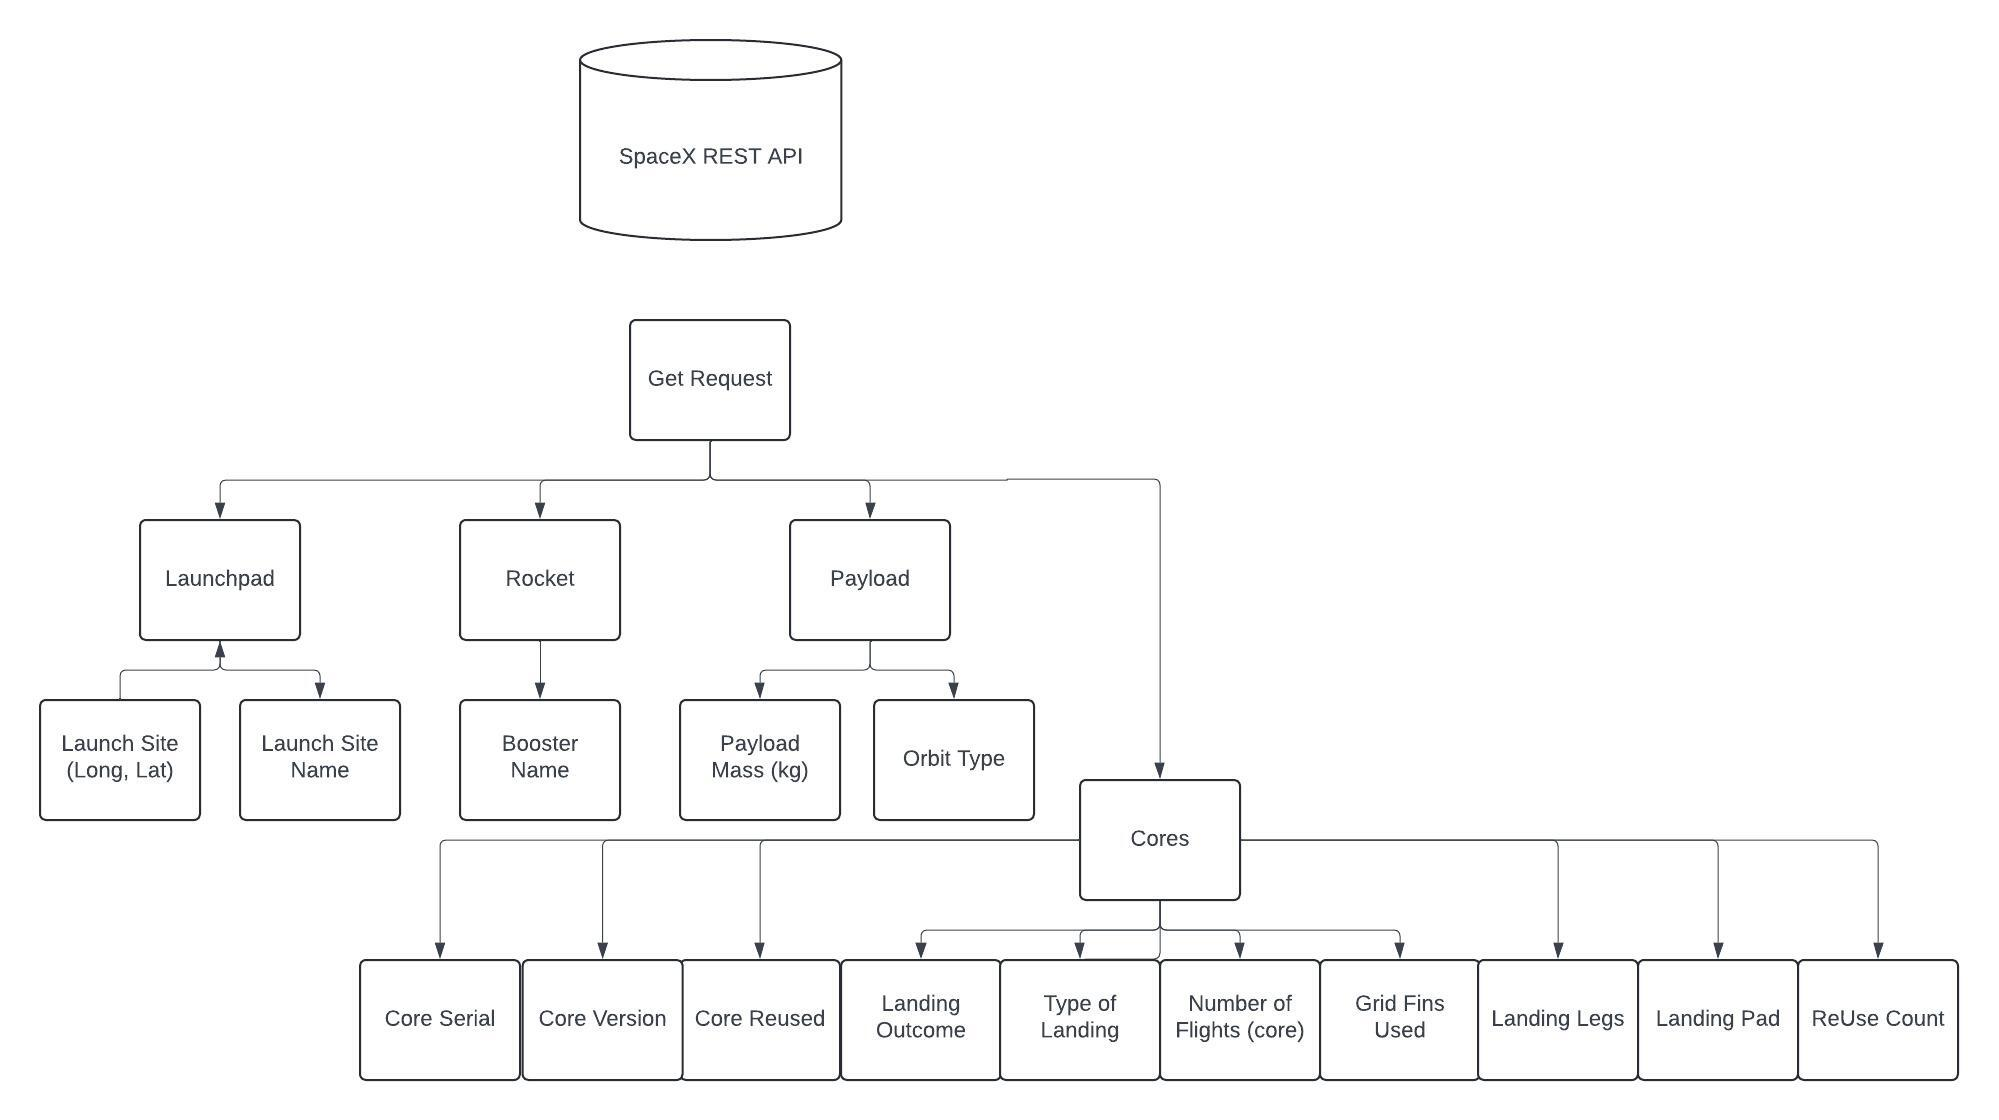 SpaceX REST API
Get Request
Launchpad
Rocket
Payload
Launch Site
(Long, Lat)
Launch Site
Name
Booster
Name
Payload
Mass (kg)
Orbit Type
Cores
Core Serial
Core Version
Core Reused
Landing
Outcome
Type of
Landing
Number of
Flights (core)
Grid Fins
Used
Landing Legs
Landing Pad
ReUse Count